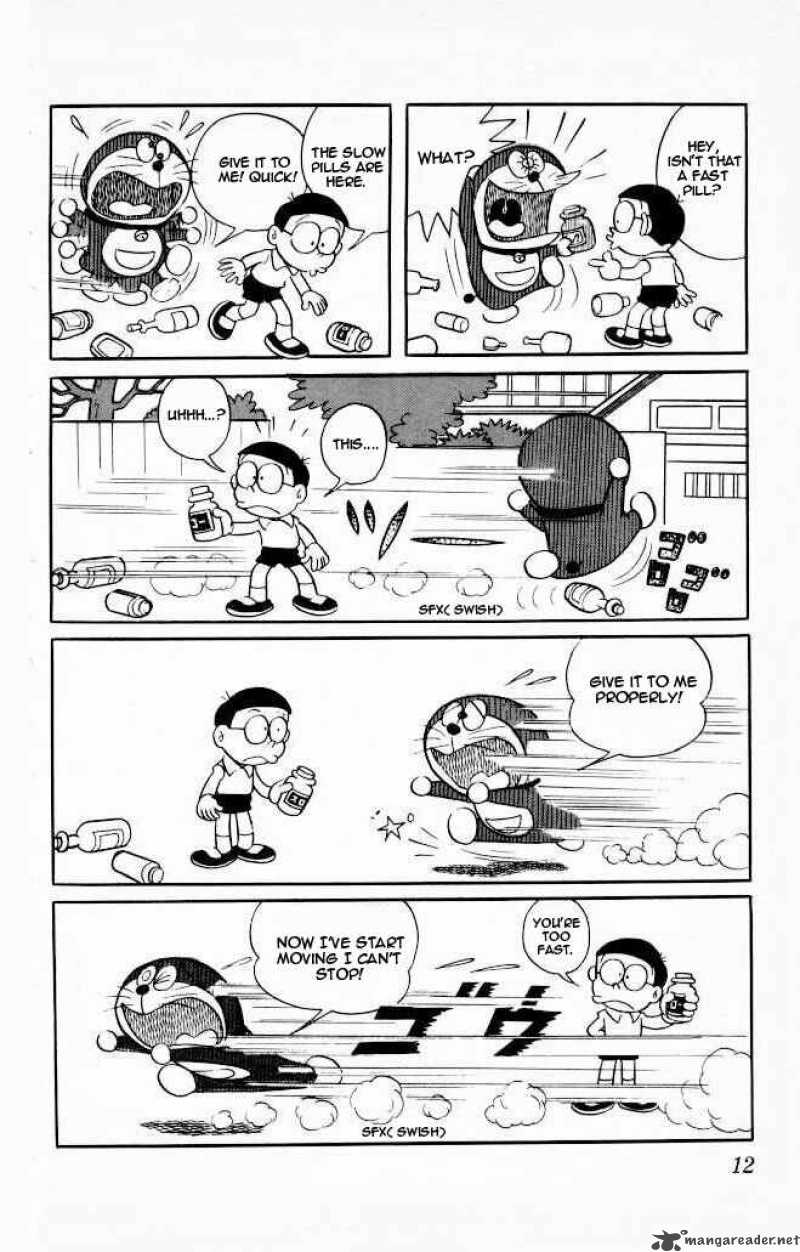 HEY,
ISN'T THAT
A FAST
PILL?
WHAT?
THE SLOW
PILLS ARE
HERE.
GIVE IT TO
ME! QUICK!
THIS....
UHHH...?
SFX( SWISH)
GIVE IT TO ME
PROPERLY!
YOU'RE
TOO
FAST.
NOW I'VE START
MOVING I CAN'T
STOP!
ゴウ
SFX( SWISH)
12
mangareader.net